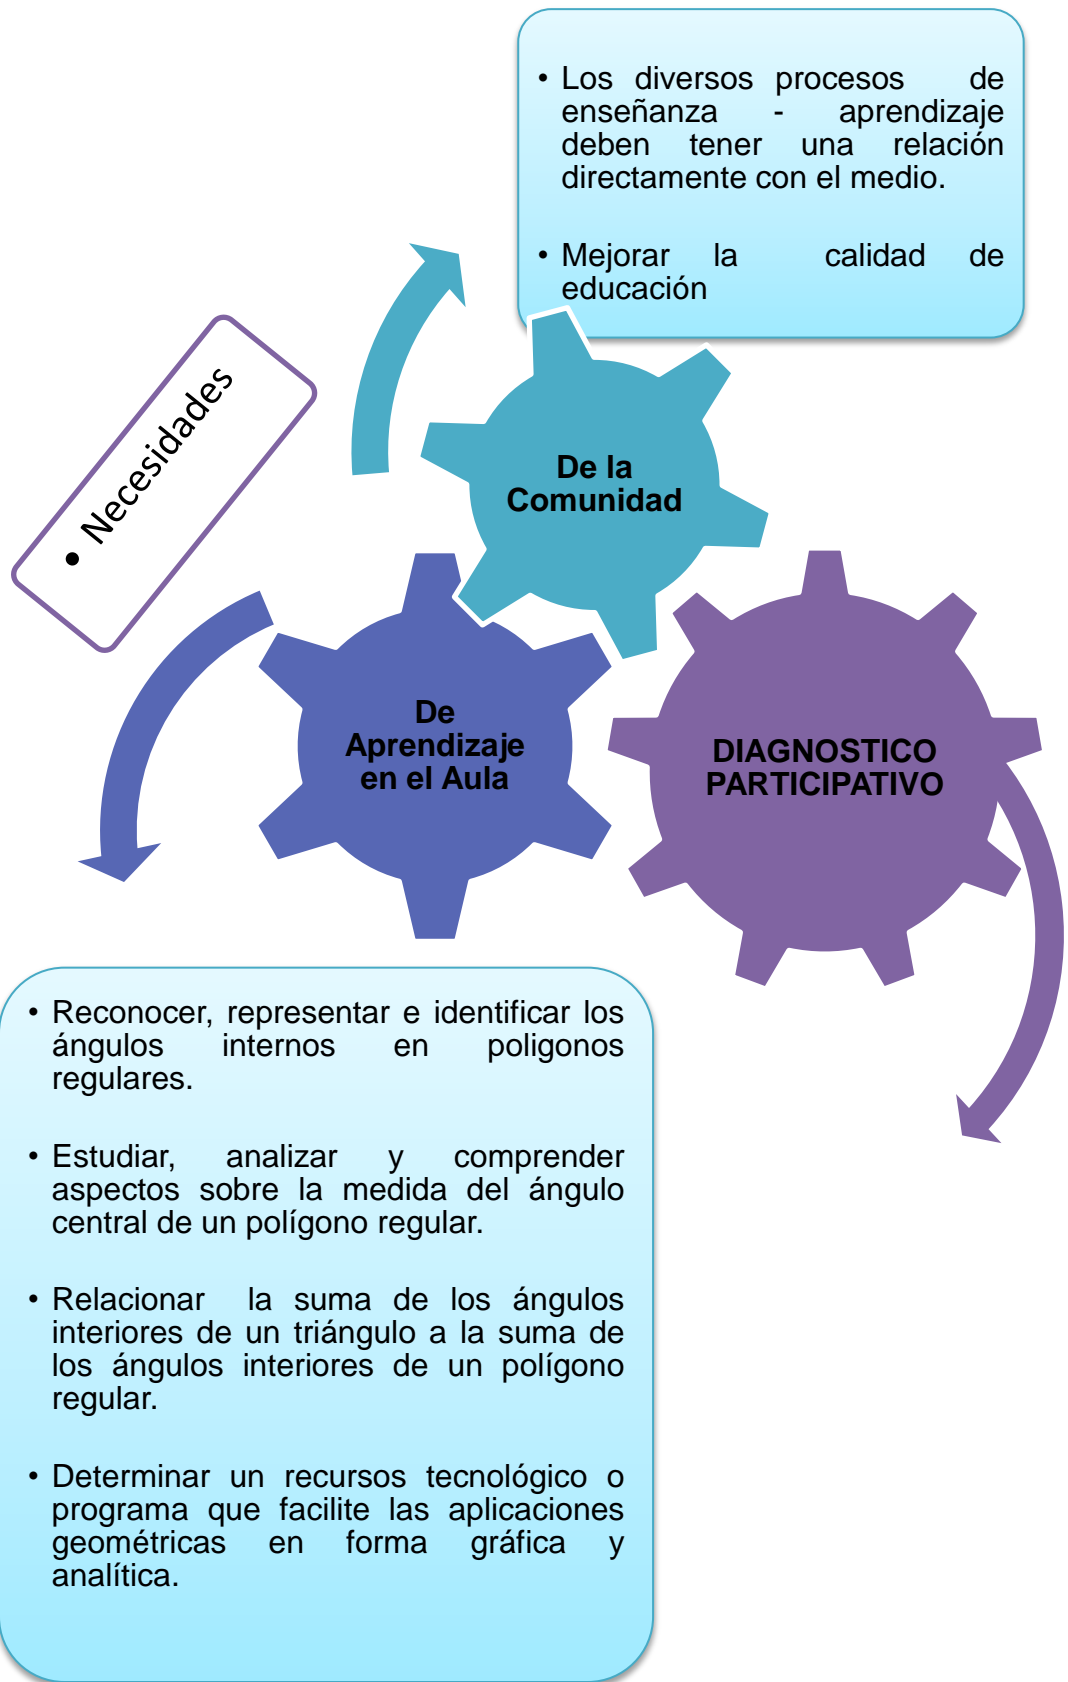 • Los diversos procesos de
enseñanza - aprendizaje
deben tener una relación
directamente con el medio.
• Mejorar la calidad de
educación
• Necesidades
De la
Comunidad
De
Aprendizaje
en el Aula
DIAGNOSTICO
PARTICIPATIVO
• Reconocer, representar e identificar los
ángulos internos en poligonos
regulares.
• Estudiar, analizar y comprender
aspectos sobre la medida del ángulo
central de un polígono regular.
• Relacionar la suma de los ángulos
interiores de un triángulo a la suma de
los ángulos interiores de un polígono
regular.
• Determinar un recursos tecnológico o
programa que facilite las aplicaciones
geométricas en forma gráfica y
analítica.